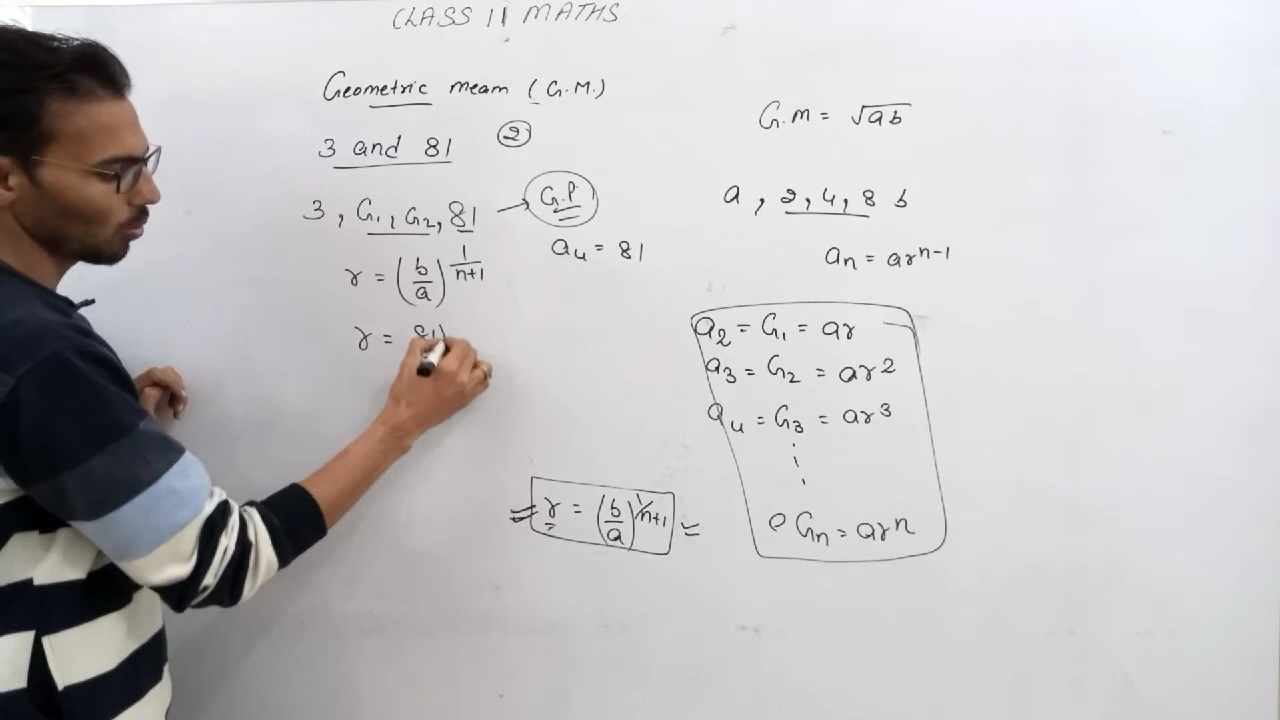 CLASS 11 MATHS
Geometric mean (G.M.)
3 and 81 2
3, G₁, G₂, 81 → G.P
a₄ = 81
r = (b/a)^(1/n+1)
r = 81
G.M = √ab
a, 2, 4, 8 b
aₙ = arⁿ⁻¹
a₂ = G₁ = ar
a₃ = G₂ = ar²
a₄ = G₃ = ar³
⋮
Gₙ = arⁿ
r = (b/a)^(1/n+1) =